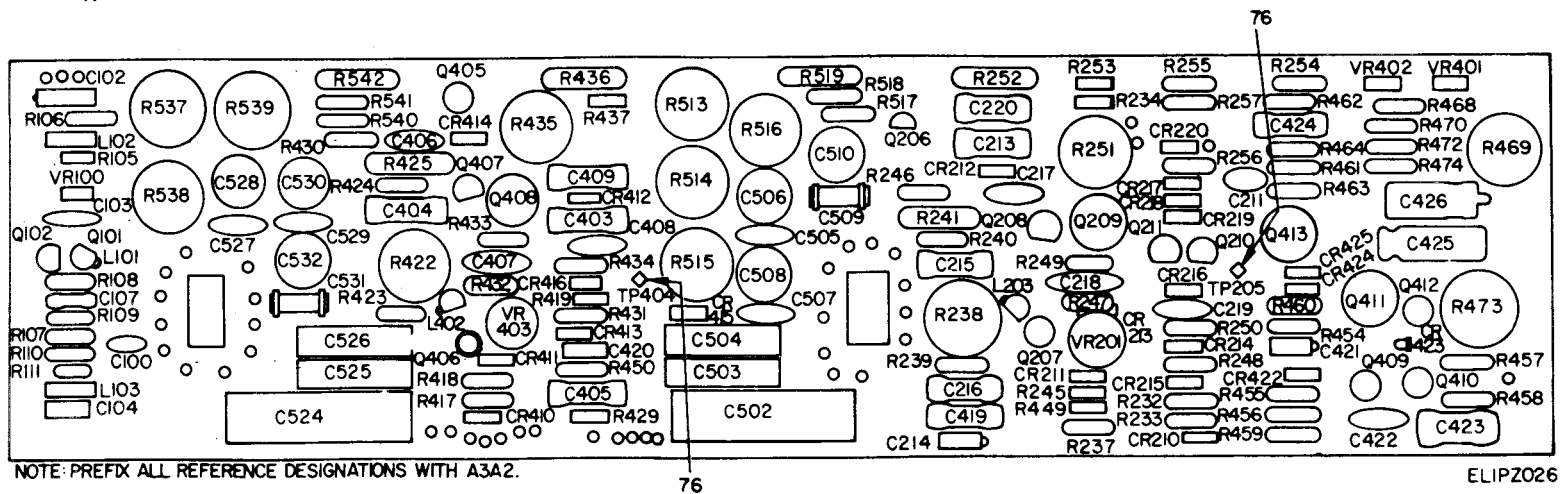 76
C102
R537
R539
R542
R541
R540
Q405
CR414
R436
R437
R435
R513
R516
R519
R518
R517
Q206
R252
C220
C213
R253
R234
R255
R257
R254
R462
C424
VR402
VR401
R468
R470
R472
R474
R469
R106
L102
R105
VR100
C103
R538
C528
C530
R430
C406
R425
R424
C404
Q407
Q408
R433
C409
CR412
C403
C408
R514
C506
C510
C509
R246
CR212
C217
R241
R240
Q208
R251
Q209
CR220
R256
CR217
CR218
CR219
C211
Q211
Q210
R464
R461
R463
Q413
C426
C425
Q102
Q101
L101
R108
C107
R109
R107
R110
R111
C100
L103
C104
C527
C529
C532
C531
R422
R423
C407
R432
L402
VR
403
R434
CR416
R419
TP404
R431
CR413
C420
R450
C405
R429
Q406
CR411
R418
R417
CR410
C526
C525
C524
R515
C505
C508
C507
CR
415
C504
C503
C502
C215
R238
L203
Q207
R239
C216
C419
C214
R249
C218
R247
VR201
CR
213
CR211
R245
R449
R237
CR216
C219
R250
CR214
R248
CR215
R232
R233
CR210
TP205
CR425
CR424
R460
R454
C421
CR422
R455
R456
R459
Q411
Q412
CR
423
Q409
Q410
C422
C423
R473
R457
R458
NOTE: PREFIX ALL REFERENCE DESIGNATIONS WITH A3A2.
76
ELIPZ026